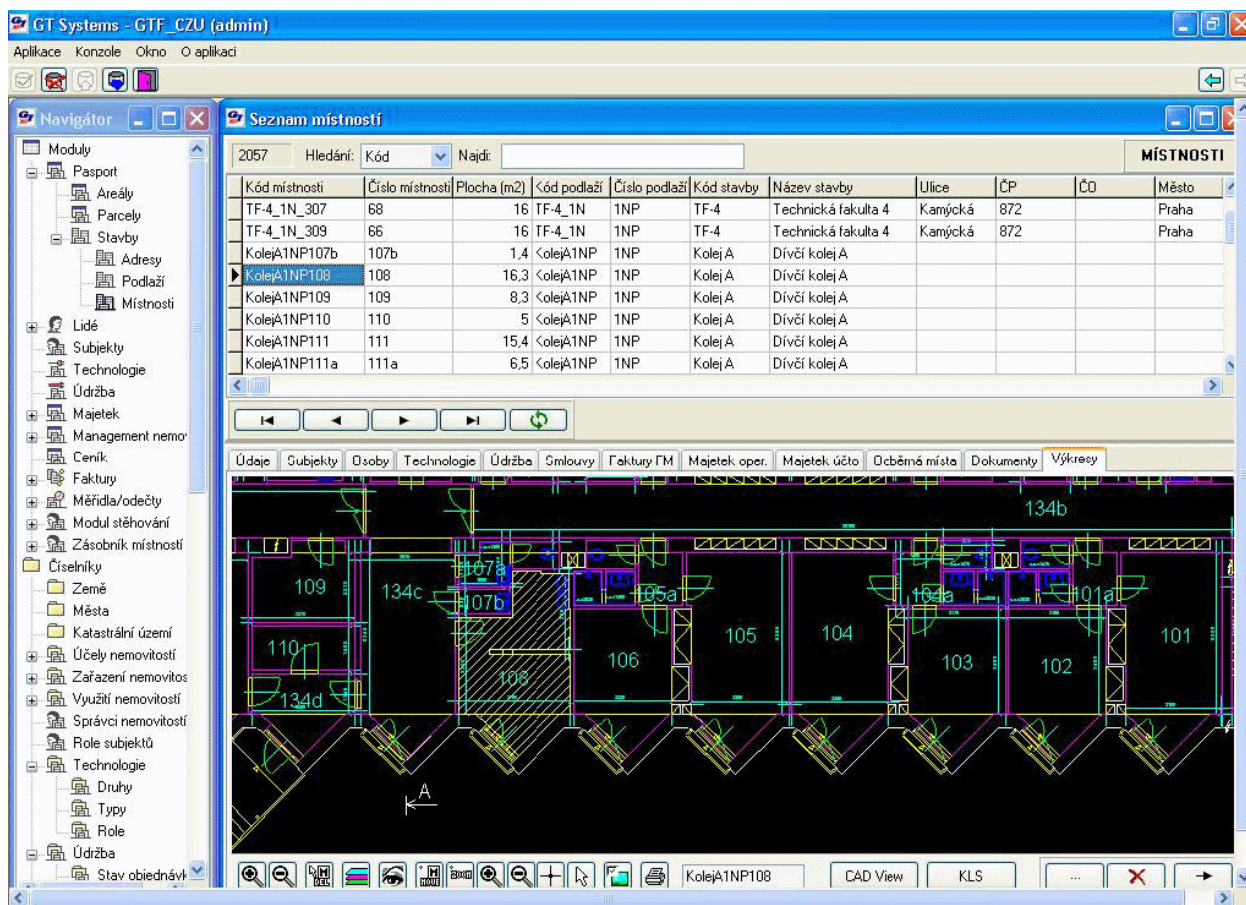 GT Systems - GTF_CZU (admin)
Aplikace Konzole Okno O aplikaci
Navigátor
Moduly
Pasport
Areály
Parcely
Stavby
Adresy
Podlaží
Místnosti
Lidé
Subjekty
Technologie
Údržba
Majetek
Management nemo
Ceník
Faktury
Měřidla/odečty
Modul stěhování
Zásobník místností
Číselníky
Země
Města
Katastrální území
Účely nemovitostí
Zařazení nemovitos
Využití nemovitostí
Správci nemovitostí
Role subjektů
Technologie
Druhy
Typy
Role
Údržba
Stav objednávk
Seznam místností
2057 Hledání: Kód Najdi: MÍSTNOSTI
Kód místnosti Číslo místnosti Plocha (m2) Kód podlaží Číslo podlaží Kód stavby Název stavby Ulice ČP ČO Město
TF-4_1N_307 68 16 TF-4_1N 1NP TF-4 Technická fakulta 4 Kamýcká 872 Praha
TF-4_1N_309 66 16 TF-4_1N 1NP TF-4 Technická fakulta 4 Kamýcká 872 Praha
KolejA1NP107b 107b 1,4 KolejA1NP 1NP Kolej A Dívčí kolej A
KolejA1NP108 108 16,3 KolejA1NP 1NP Kolej A Dívčí kolej A
KolejA1NP109 109 8,3 KolejA1NP 1NP Kolej A Dívčí kolej A
KolejA1NP110 110 5 KolejA1NP 1NP Kolej A Dívčí kolej A
KolejA1NP111 111 15,4 KolejA1NP 1NP Kolej A Dívčí kolej A
KolejA1NP111a 111a 6,5 KolejA1NP 1NP Kolej A Dívčí kolej A
Údaje Subjekty Osoby Technologie Údržba Smlouvy Faktury FM Majetek oper. Majetek účto Odběrná místa Dokumenty Výkresy
134b
107a
109 134c 107b 105a 104a 101a
110 108 106 105 104 103 102 101
134d
A
DEL MOVE KolejA1NP108 CAD View KLS ...